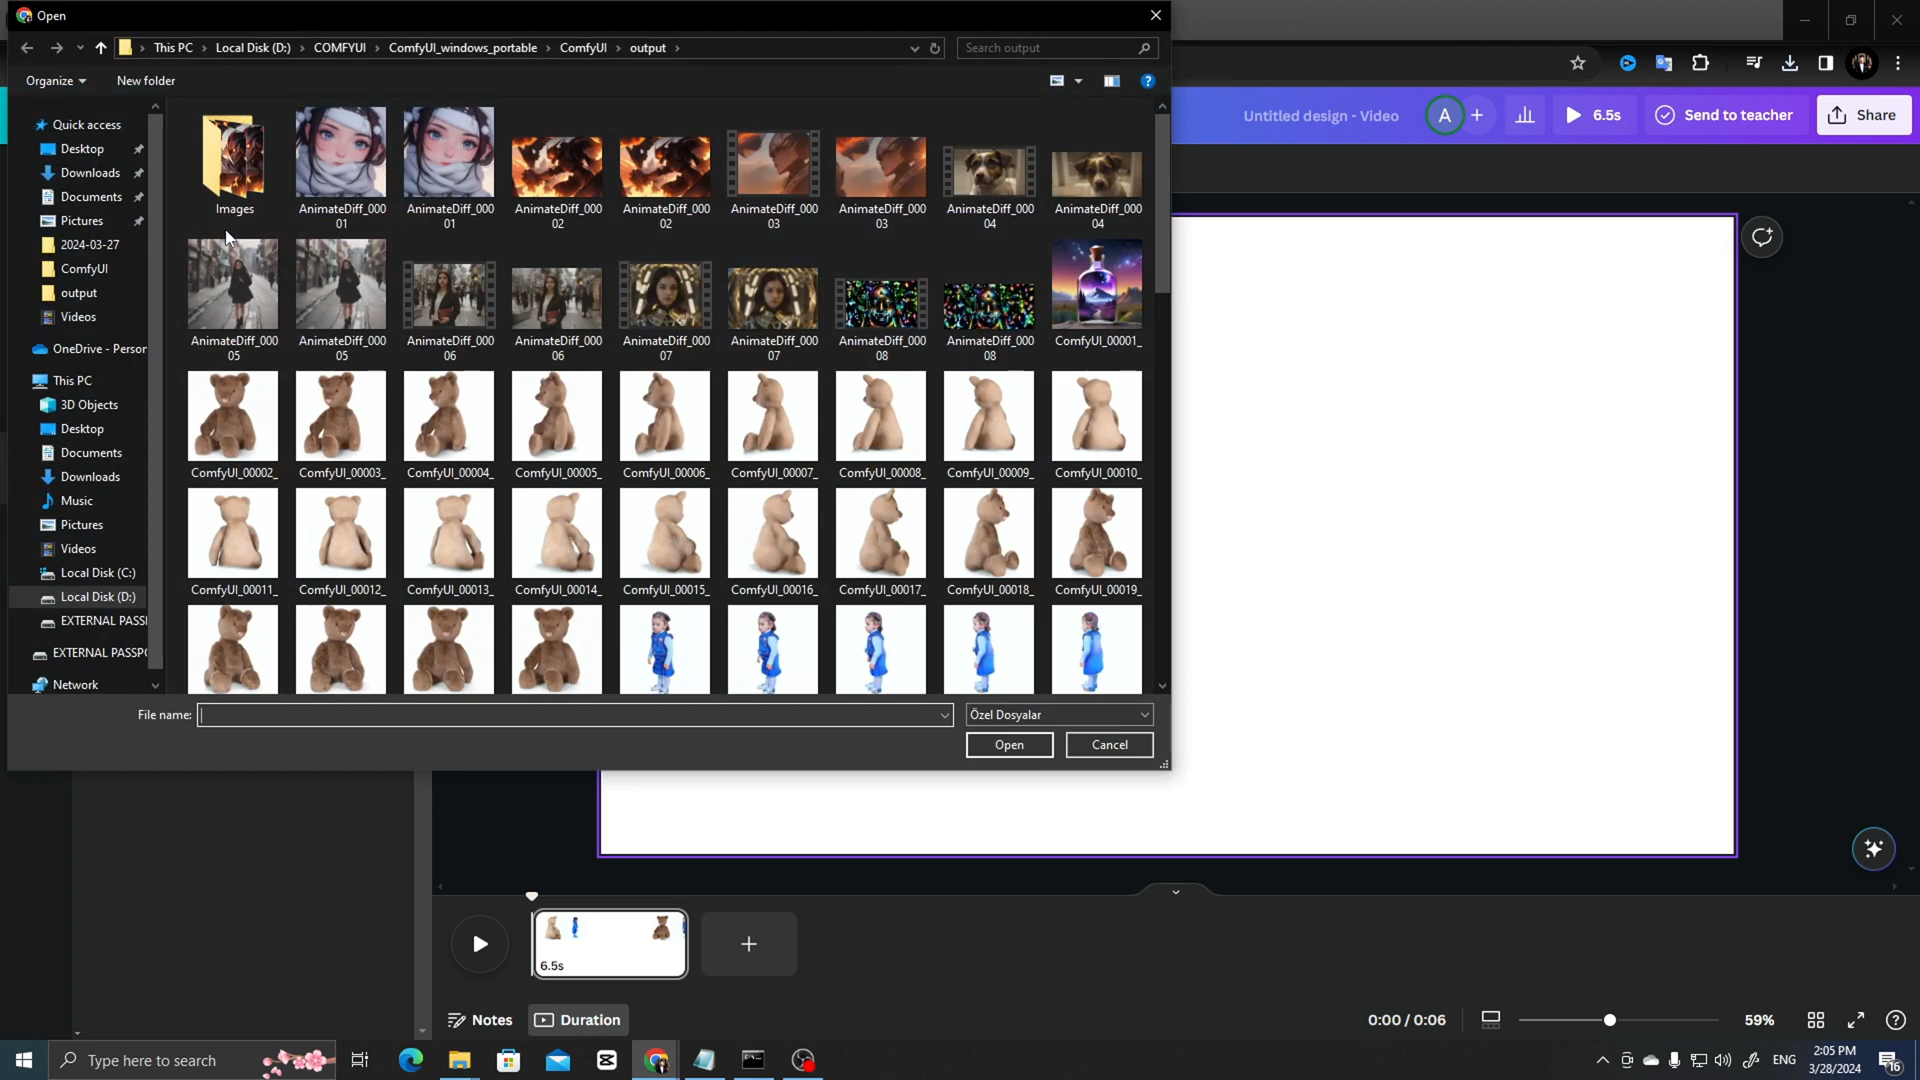 Open
This PC
Local Disk (D:)
COMFYUI
ComfyUI_windows_portable
ComfyUI
output
Search output
Organize
New folder
Untitled design - Video
A
6.5s
Send to teacher
Share
Quick access
Desktop
Downloads
Documents
Pictures
2024-03-27
ComfyUI
output
Videos
OneDrive - Persor
This PC
3D Objects
Desktop
Documents
Downloads
Music
Pictures
Videos
Local Disk (C:)
Local Disk (D:)
EXTERNAL PASS
EXTERNAL PASSPO
Network
Images
AnimateDiff_000
01
AnimateDiff_000
01
AnimateDiff_000
02
AnimateDiff_000
02
AnimateDiff_000
03
AnimateDiff_000
03
AnimateDiff_000
04
AnimateDiff_000
04
AnimateDiff_000
05
AnimateDiff_000
05
AnimateDiff_000
06
AnimateDiff_000
06
AnimateDiff_000
07
AnimateDiff_000
07
AnimateDiff_000
08
AnimateDiff_000
08
ComfyUI_00001_
ComfyUI_00002_
ComfyUI_00003_
ComfyUI_00004_
ComfyUI_00005_
ComfyUI_00006_
ComfyUI_00007_
ComfyUI_00008_
ComfyUI_00009_
ComfyUI_00010_
ComfyUI_00011_
ComfyUI_00012_
ComfyUI_00013_
ComfyUI_00014_
ComfyUI_00015_
ComfyUI_00016_
ComfyUI_00017_
ComfyUI_00018_
ComfyUI_00019_
File name:
Özel Dosyalar
Open
Cancel
6.5s
Notes
Duration
0:00 / 0:06
59%
Type here to search
ENG
2:05 PM
3/28/2024
16